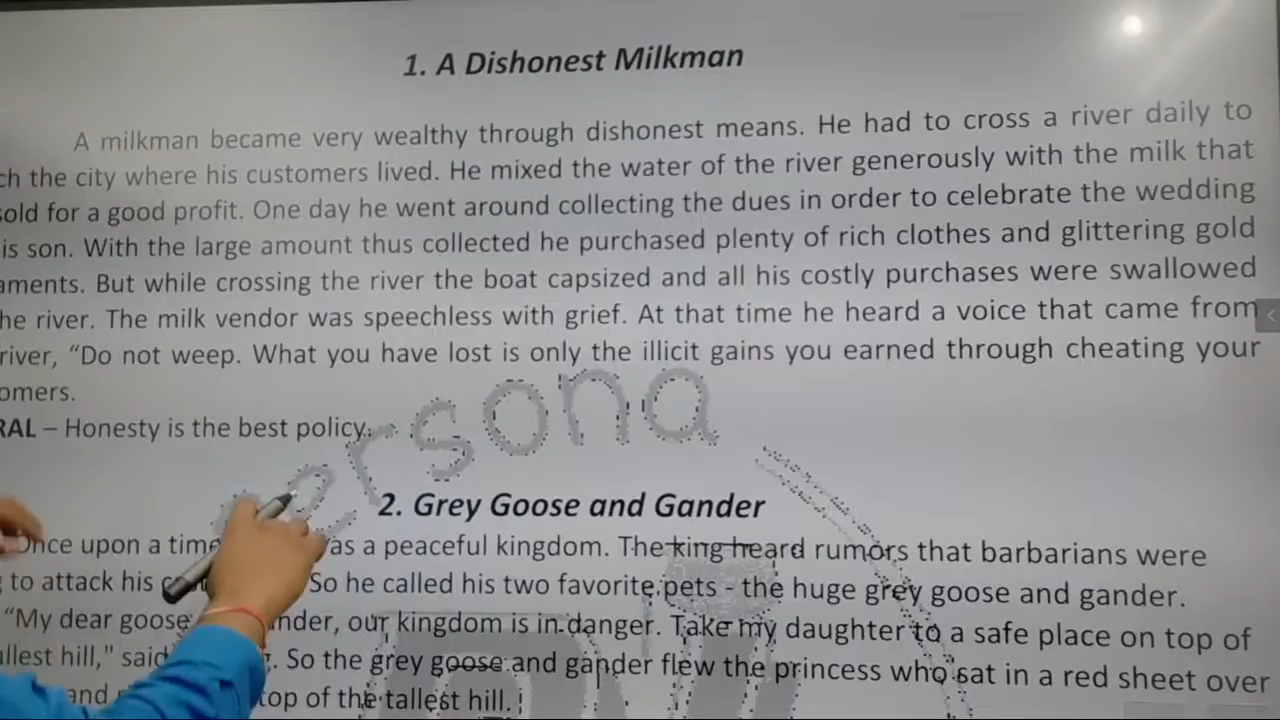 1. A Dishonest Milkman
A milkman became very wealthy through dishonest means. He had to cross a river daily to
ch the city where his customers lived. He mixed the water of the river generously with the milk that
sold for a good profit. One day he went around collecting the dues in order to celebrate the wedding
is son. With the large amount thus collected he purchased plenty of rich clothes and glittering gold
aments. But while crossing the river the boat capsized and all his costly purchases were swallowed
he river. The milk vendor was speechless with grief. At that time he heard a voice that came from
river, “Do not weep. What you have lost is only the illicit gains you earned through cheating your
omers.
RAL – Honesty is the best policy.
ersona
2. Grey Goose and Gander
Once upon a time as a peaceful kingdom. The king heard rumors that barbarians were
to attack his So he called his two favorite pets - the huge grey goose and gander.
“My dear goose nder, our kingdom is in danger. Take my daughter to a safe place on top of
allest hill," said . So the grey goose and gander flew the princess who sat in a red sheet over
and top of the tallest hill.